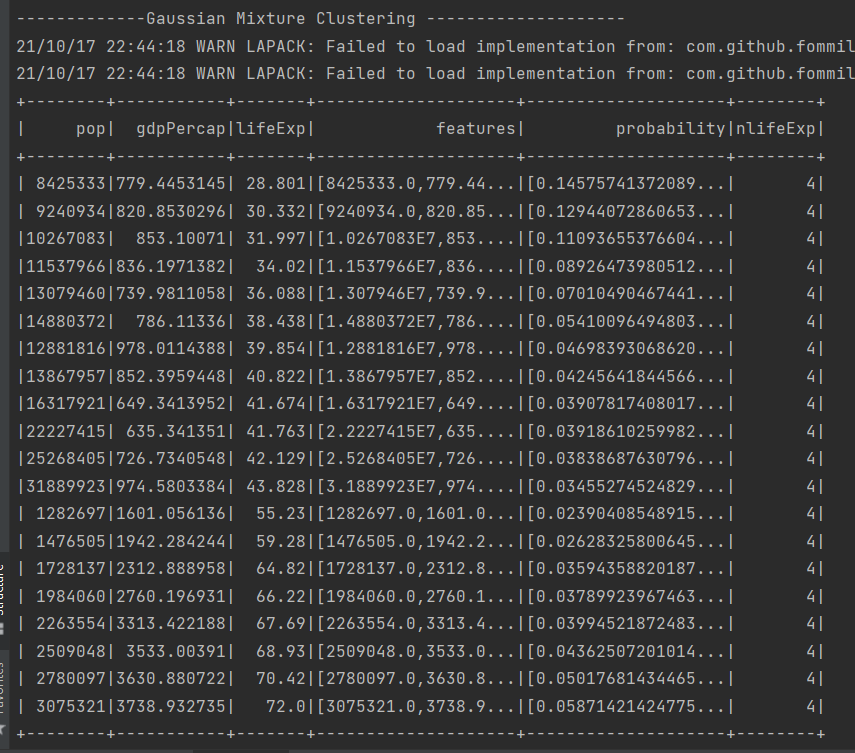 -------------Gaussian Mixture Clustering --------------------
21/10/17 22:44:18 WARN LAPACK: Failed to load implementation from: com.github.fommil
21/10/17 22:44:18 WARN LAPACK: Failed to load implementation from: com.github.fommil
+--------+-----------+-------+--------------------+--------------------+--------+
|     pop|  gdpPercap|lifeExp|            features|         probability|nlifeExp|
+--------+-----------+-------+--------------------+--------------------+--------+
| 8425333|779.4453145| 28.801|[8425333.0,779.44...|[0.14575741372089...|       4|
| 9240934|820.8530296| 30.332|[9240934.0,820.85...|[0.12944072860653...|       4|
|10267083|  853.10071| 31.997|[1.0267083E7,853....|[0.11093655376604...|       4|
|11537966|836.1971382|  34.02|[1.1537966E7,836....|[0.08926473980512...|       4|
|13079460|739.9811058| 36.088|[1.307946E7,739.9...|[0.07010490467441...|       4|
|14880372|  786.11336| 38.438|[1.4880372E7,786....|[0.05410096494803...|       4|
|12881816|978.0114388| 39.854|[1.2881816E7,978....|[0.04698393068620...|       4|
|13867957|852.3959448| 40.822|[1.3867957E7,852....|[0.04245641844566...|       4|
|16317921|649.3413952| 41.674|[1.6317921E7,649....|[0.03907817408017...|       4|
|22227415| 635.341351| 41.763|[2.2227415E7,635....|[0.03918610259982...|       4|
|25268405|726.7340548| 42.129|[2.5268405E7,726....|[0.03838687630796...|       4|
|31889923|974.5803384| 43.828|[3.1889923E7,974....|[0.03455274524829...|       4|
| 1282697|1601.056136|  55.23|[1282697.0,1601.0...|[0.02390408548915...|       4|
| 1476505|1942.284244|  59.28|[1476505.0,1942.2...|[0.02628325800645...|       4|
| 1728137|2312.888958|  64.82|[1728137.0,2312.8...|[0.03594358820187...|       4|
| 1984060|2760.196931|  66.22|[1984060.0,2760.1...|[0.03789923967463...|       4|
| 2263554|3313.422188|  67.69|[2263554.0,3313.4...|[0.03994521872483...|       4|
| 2509048| 3533.00391|  68.93|[2509048.0,3533.0...|[0.04362507201014...|       4|
| 2780097|3630.880722|  70.42|[2780097.0,3630.8...|[0.05017681434465...|       4|
| 3075321|3738.932735|   72.0|[3075321.0,3738.9...|[0.05871421424775...|       4|
+--------+-----------+-------+--------------------+--------------------+--------+